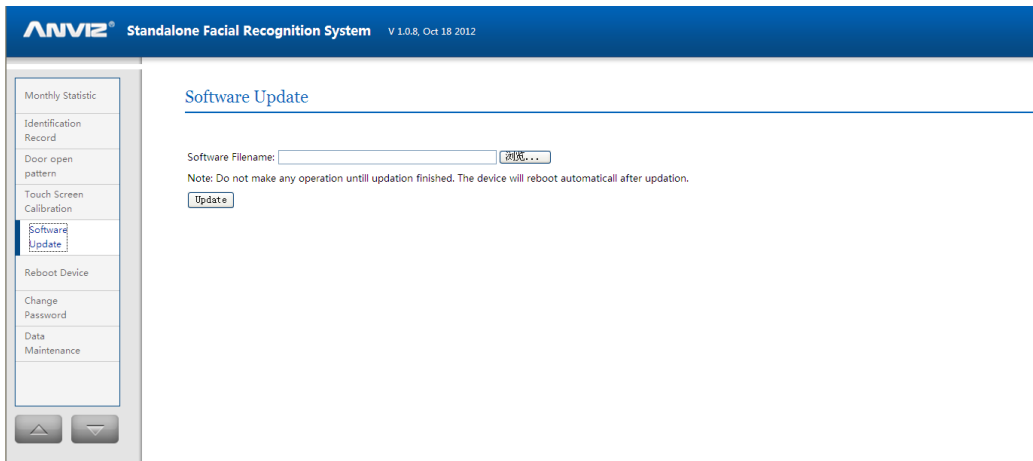 ANVIZ® Standalone Facial Recognition System V 1.0.8, Oct 18 2012
Monthly Statistic
Identification
Record
Door open
pattern
Touch Screen
Calibration
Software
Update
Reboot Device
Change
Password
Data
Maintenance
Software Update
Software Filename: 浏览...
Note: Do not make any operation untill updation finished. The device will reboot automaticall after updation.
Update